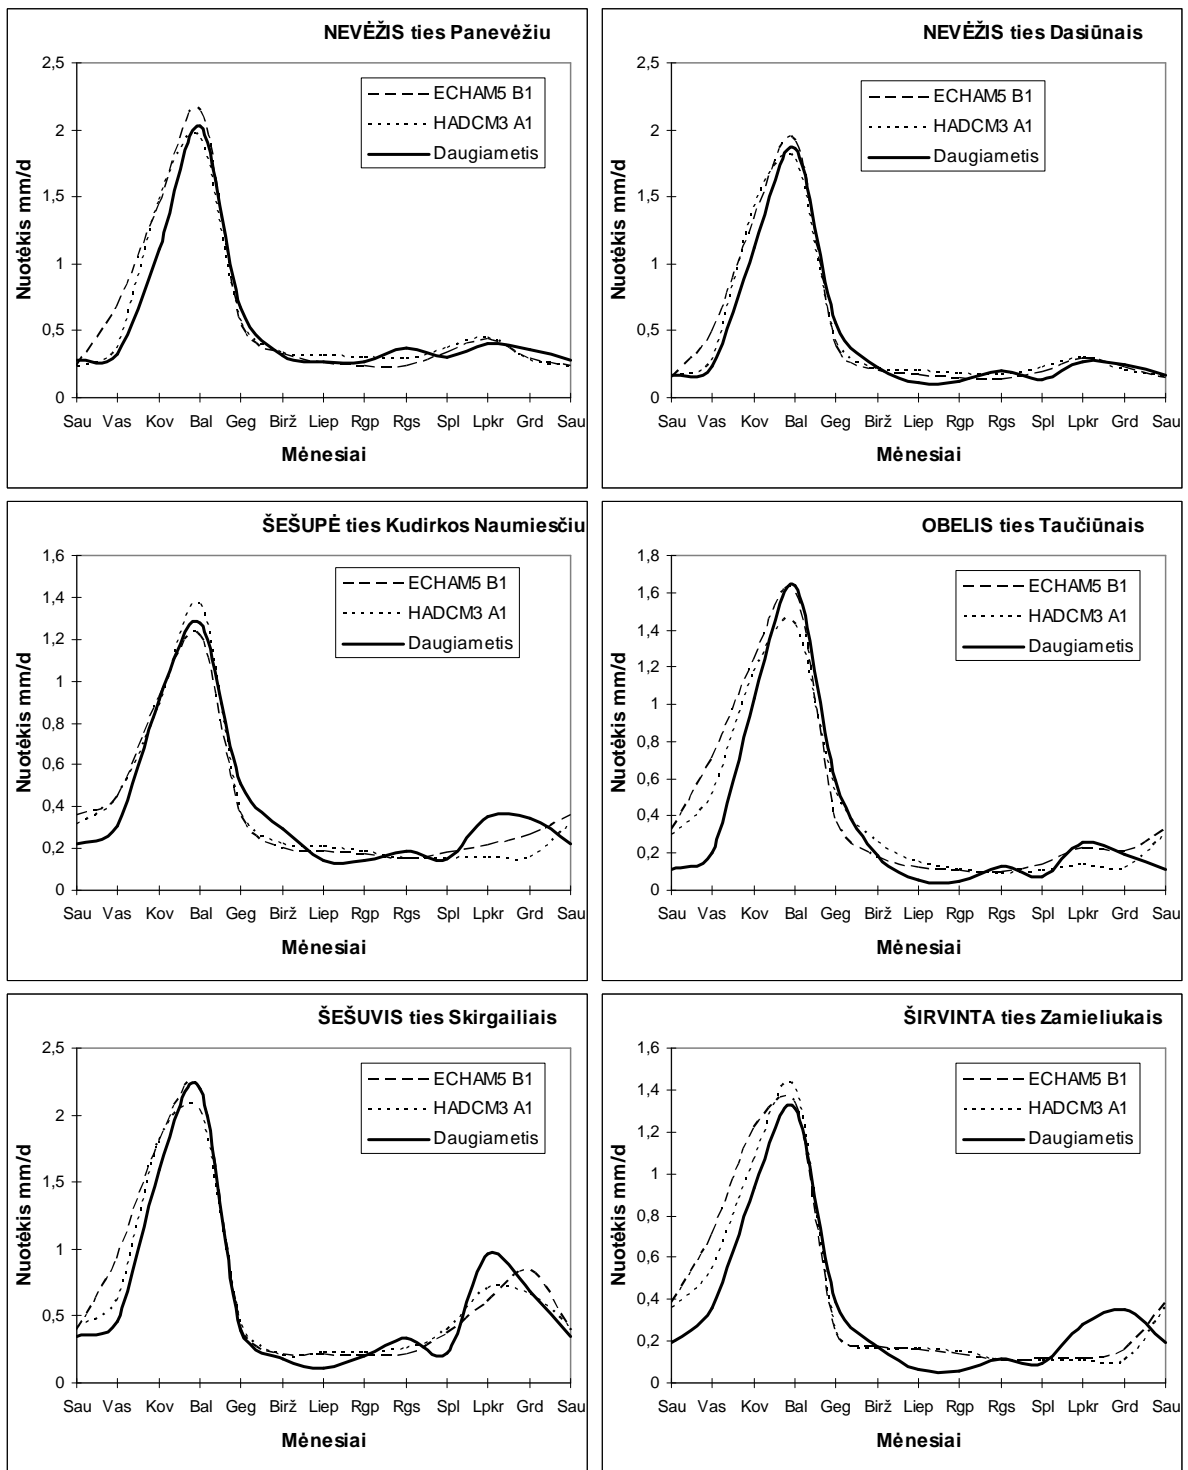 NEVĖŽIS ties Panevėžiu
2,5
2
1,5
1
0,5
0
Nuotėkis mm/d
ECHAM5 B1
HADCM3 A1
Daugiametis
Sau Vas Kov Bal Geg Birž Liep Rgp Rgs Spl Lpkr Grd Sau
Mėnesiai
NEVĖŽIS ties Dasiūnais
2,5
2
1,5
1
0,5
0
Nuotėkis mm/d
ECHAM5 B1
HADCM3 A1
Daugiametis
Sau Vas Kov Bal Geg Birž Liep Rgp Rgs Spl Lpkr Grd Sau
Mėnesiai
ŠEŠUPĖ ties Kudirkos Naumiesčiu
1,6
1,4
1,2
1
0,8
0,6
0,4
0,2
0
Nuotėkis mm/d
ECHAM5 B1
HADCM3 A1
Daugiametis
Sau Vas Kov Bal Geg Birž Liep Rgp Rgs Spl Lpkr Grd Sau
Mėnesiai
OBELIS ties Taučiūnais
1,8
1,6
1,4
1,2
1
0,8
0,6
0,4
0,2
0
Nuotėkis mm/d
ECHAM5 B1
HADCM3 A1
Daugiametis
Sau Vas Kov Bal Geg Birž Liep Rgp Rgs Spl Lpkr Grd Sau
Mėnesiai
ŠEŠUVIS ties Skirgailiais
2,5
2
1,5
1
0,5
0
Nuotėkis mm/d
ECHAM5 B1
HADCM3 A1
Daugiametis
Sau Vas Kov Bal Geg Birž Liep Rgp Rgs Spl Lpkr Grd Sau
Mėnesiai
ŠIRVINTA ties Zamieliukais
1,6
1,4
1,2
1
0,8
0,6
0,4
0,2
0
Nuotėkis mm/d
ECHAM5 B1
HADCM3 A1
Daugiametis
Sau Vas Kov Bal Geg Birž Liep Rgp Rgs Spl Lpkr Grd Sau
Mėnesiai